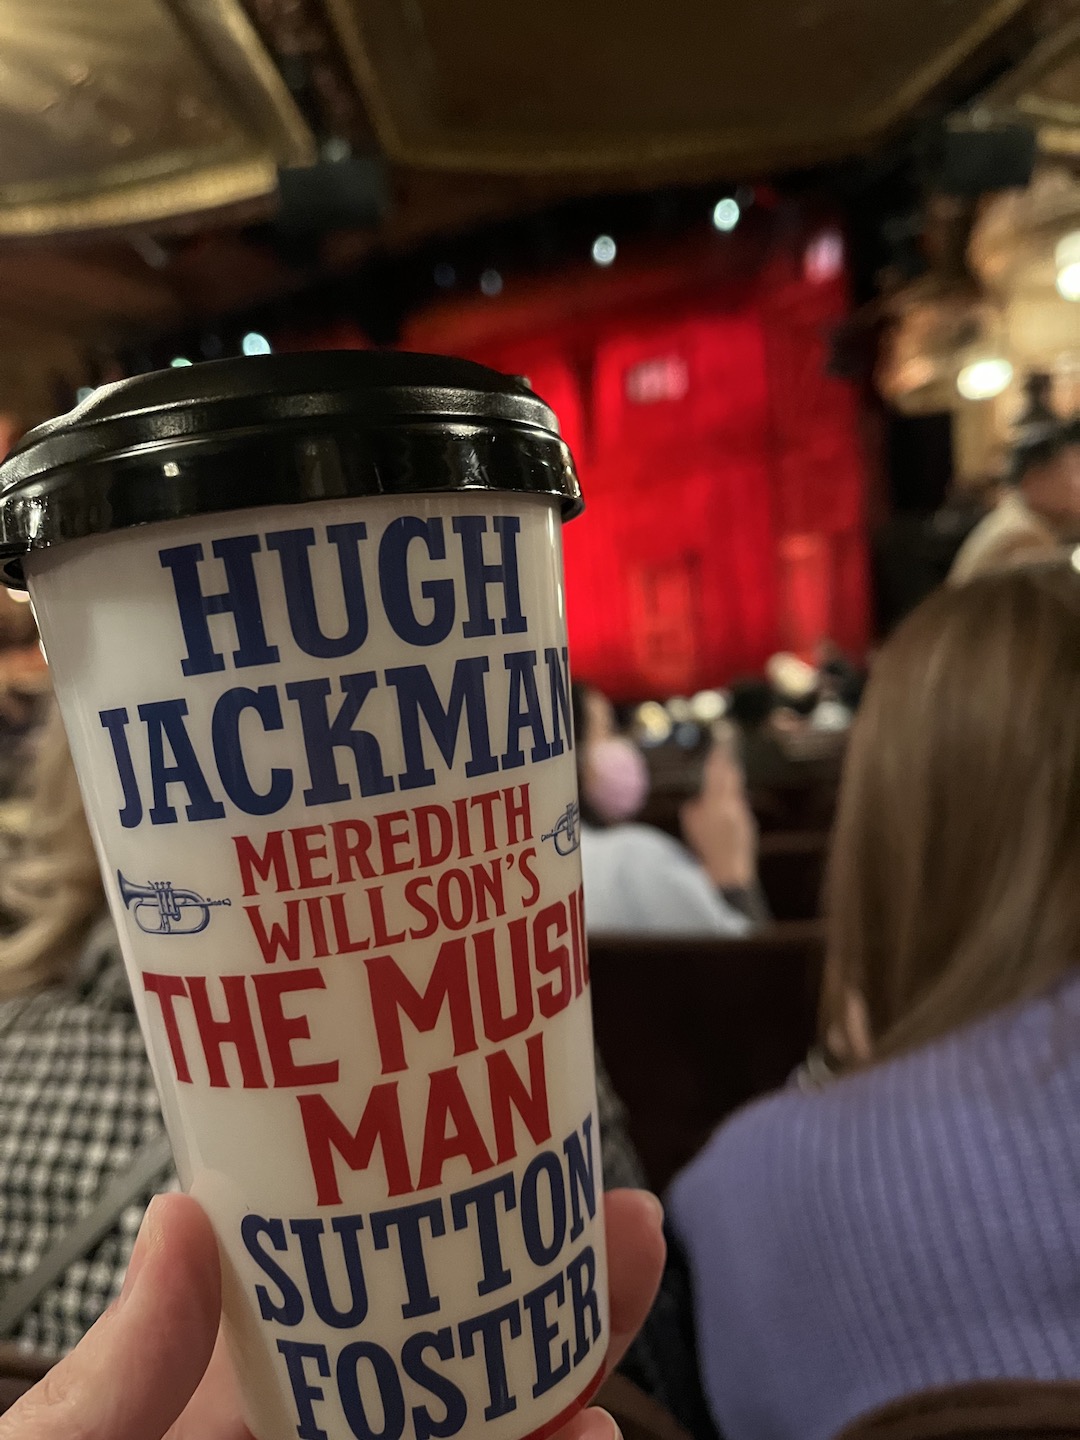 HUGH
JACKMAN
MEREDITH
WILLSON'S
THE MUSIC
MAN
SUTTON
FOSTER